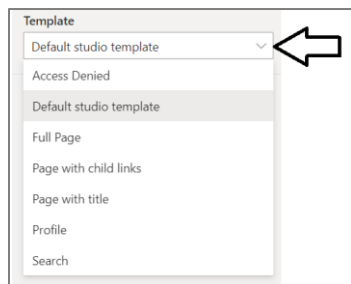 Template
Default studio template
Access Denied
Default studio template
Full Page
Page with child links
Page with title
Profile
Search